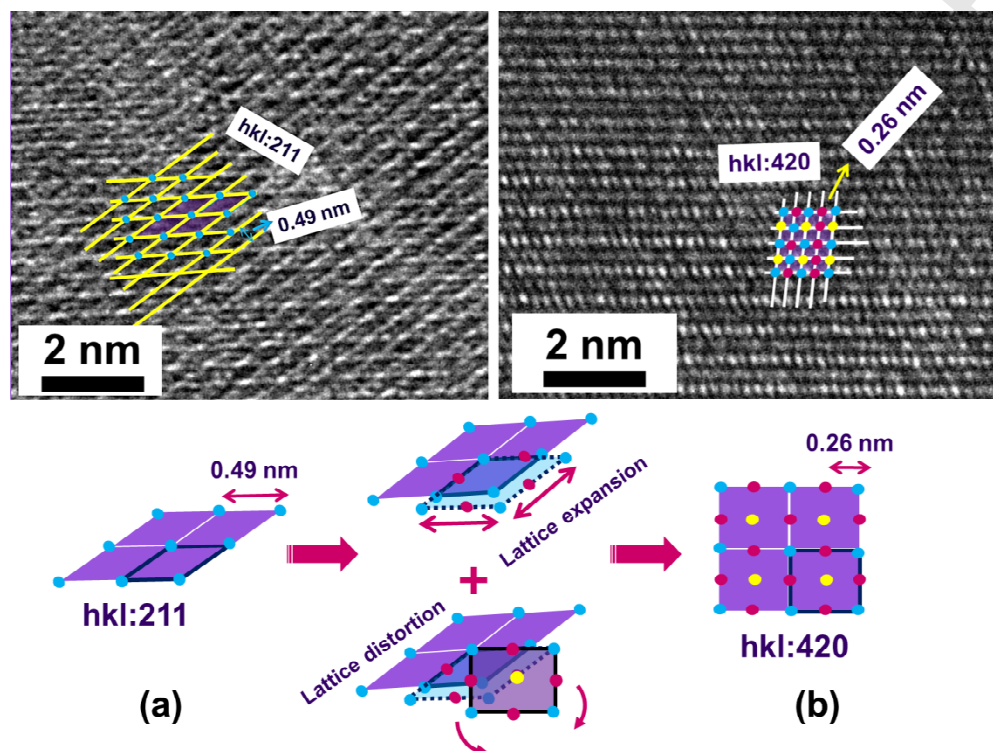 hkl:211
0.49 nm
2 nm
hkl:420
0.26 nm
2 nm
0.49 nm
hkl:211
(a)
Lattice expansion
+
Lattice distortion
0.26 nm
hkl:420
(b)